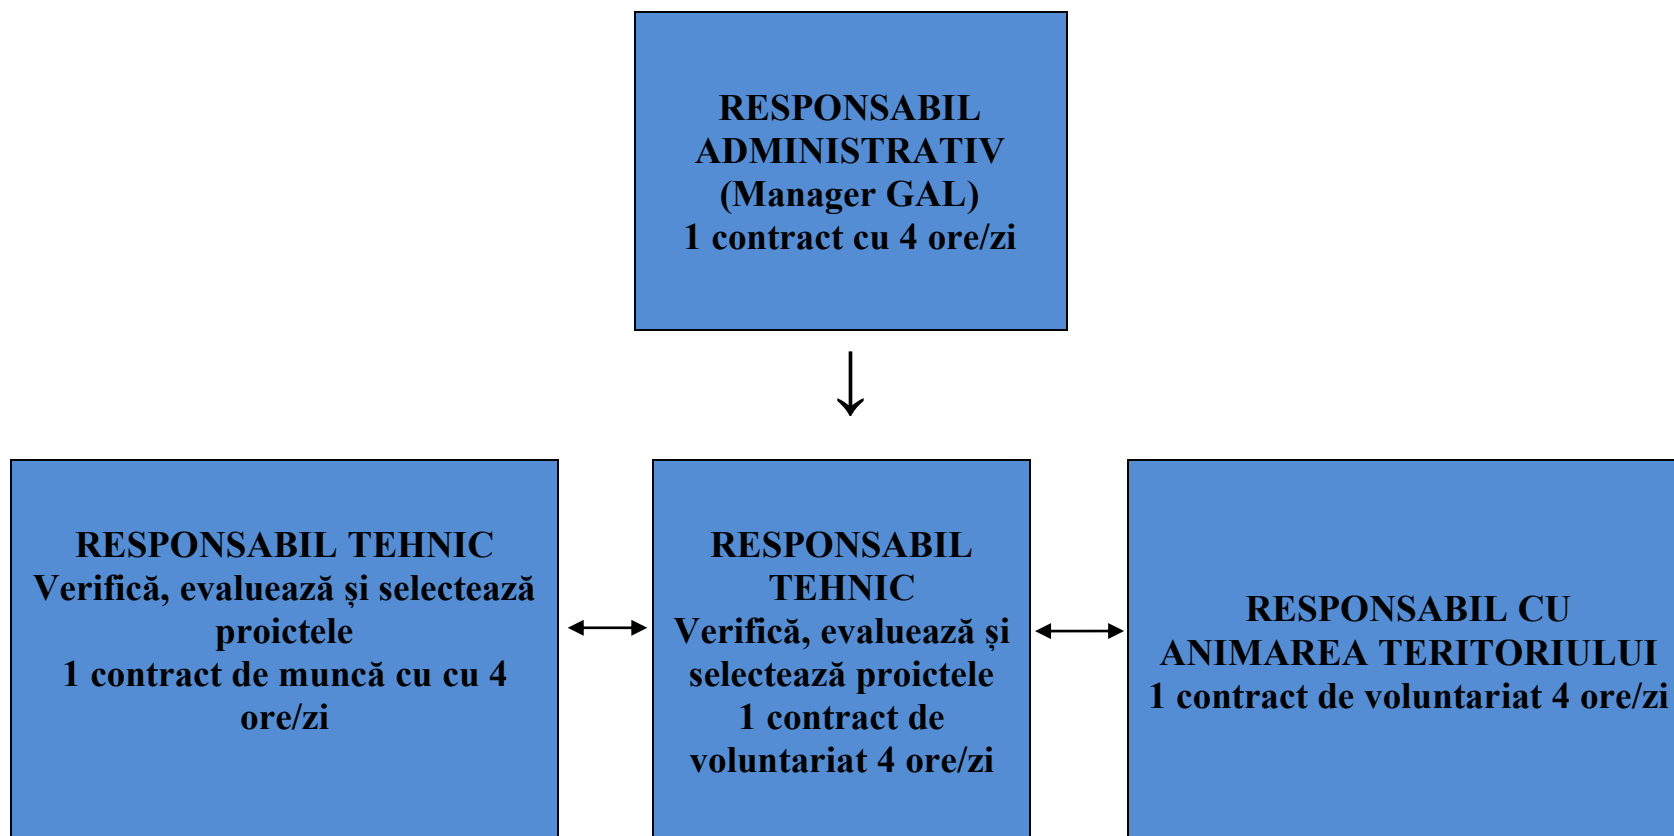 RESPONSABIL
ADMINISTRATIV
(Manager GAL)
1 contract cu 4 ore/zi
RESPONSABIL TEHNIC
Verifică, evaluează și selectează
proictele
1 contract de muncă cu cu 4
ore/zi
RESPONSABIL
TEHNIC
Verifică, evaluează și
selectează proictele
1 contract de
voluntariat 4 ore/zi
RESPONSABIL CU
ANIMAREA TERITORIULUI
1 contract de voluntariat 4 ore/zi